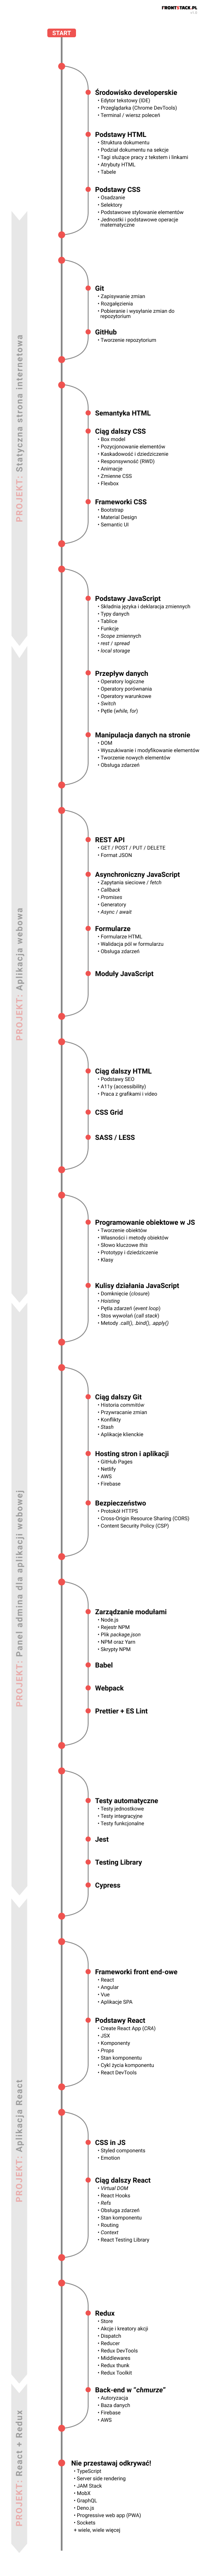 FRONTSTACK.PL
START
Środowisko developerskie
• Edytor tekstowy (IDE)
• Przeglądarka (Chrome DevTools)
• Terminal / wiersz poleceń
Podstawy HTML
• Struktura dokumentu
• Podział dokumentu na sekcje
• Tagi służące pracy z tekstem i linkami
• Atrybuty HTML
• Tabele
Podstawy CSS
• Osadzanie
• Selektory
• Podstawowe stylowanie elementów
• Jednostki i podstawowe operacje
matematyczne
Git
• Zapisywanie zmian
• Rozgałęzienia
• Pobieranie i wysyłanie zmian do
repozytorium
GitHub
• Tworzenie repozytorium
PROJEKT: Statyczna strona internetowa
Semantyka HTML
Ciąg dalszy CSS
• Box model
• Pozycjonowanie elementów
• Kaskadowość i dziedziczenie
• Responsywność (RWD)
• Animacje
• Zmienne CSS
• Flexbox
Frameworki CSS
• Bootstrap
• Material Design
• Semantic UI
Podstawy JavaScript
• Składnia języka i deklaracja zmiennych
• Typy danych
• Tablice
• Funkcje
• Scope zmiennych
• rest / spread
• local storage
Przepływ danych
• Operatory logiczne
• Operatory porównania
• Operatory warunkowe
• Switch
• Pętle (while, for)
Manipulacja danych na stronie
• DOM
• Wyszukiwanie i modyfikowanie elementów
• Tworzenie nowych elementów
• Obsługa zdarzeń
REST API
• GET / POST / PUT / DELETE
• Format JSON
Asynchroniczny JavaScript
• Zapytania sieciowe / fetch
• Callback
• Promises
• Generatory
• Async / await
Formularze
• Formularze HTML
• Walidacja pól w formularzu
• Obsługa zdarzeń
Moduły JavaScript
PROJEKT: Aplikacja webowa
Ciąg dalszy HTML
• Podstawy SEO
• A11y (accessibility)
• Praca z grafikami i video
CSS Grid
SASS / LESS
Programowanie obiektowe w JS
• Tworzenie obiektów
• Własności i metody obiektów
• Słowo kluczowe this
• Prototypy i dziedziczenie
• Klasy
Kulisy działania JavaScript
• Domknięcie (closure)
• Hoisting
• Pętla zdarzeń (event loop)
• Stos wywołań (call stack)
• Metody .call(), .bind(), .apply()
Ciąg dalszy Git
• Historia commitów
• Przywracanie zmian
• Konflikty
• Stash
• Aplikacje klienckie
Hosting stron i aplikacji
• GitHub Pages
• Netlify
• AWS
• Firebase
Bezpieczeństwo
• Protokół HTTPS
• Cross-Origin Resource Sharing (CORS)
• Content Security Policy (CSP)
PROJEKT: Panel admina dla aplikacji webowej
Zarządzanie modułami
• Node.js
• Rejestr NPM
• Plik package.json
• NPM oraz Yarn
• Skrypty NPM
Babel
Webpack
Prettier + ES Lint
Testy automatyczne
• Testy jednostkowe
• Testy integracyjne
• Testy funkcjonalne
Jest
Testing Library
Cypress
Frameworki front end-owe
• React
• Angular
• Vue
• Aplikacje SPA
Podstawy React
• Create React App (CRA)
• JSX
• Komponenty
• Props
• Stan komponentu
• Cykl życia komponentu
• React DevTools
PROJEKT: Aplikacja React
CSS in JS
• Styled components
• Emotion
Ciąg dalszy React
• Virtual DOM
• React Hooks
• Refs
• Obsługa zdarzeń
• Stan komponentu
• Routing
• Context
• React Testing Library
Redux
• Store
• Akcje i kreatory akcji
• Dispatch
• Reducer
• Redux DevTools
• Middlewares
• Redux thunk
• Redux Toolkit
Back-end w “chmurze”
• Autoryzacja
• Baza danych
• Firebase
• AWS
PROJEKT: React + Redux
Nie przestawaj odkrywać!
• TypeScript
• Server side rendering
• JAM Stack
• MobX
• GraphQL
• Deno.js
• Progressive web app (PWA)
• Sockets
+ wiele, wiele więcej